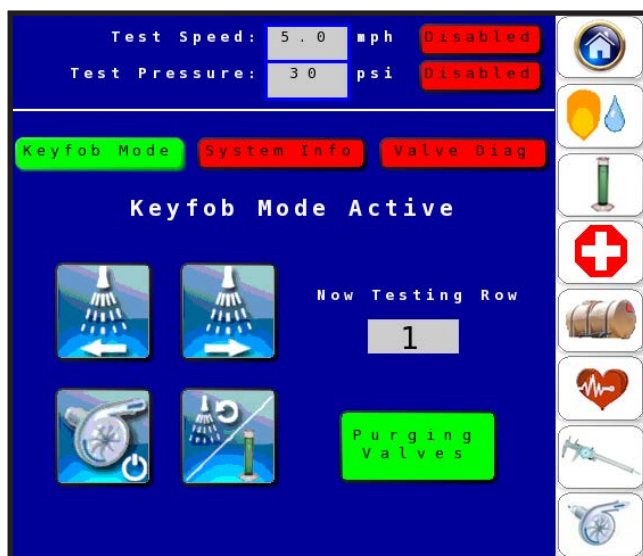 Test Speed: 5.0 mph Disabled
Test Pressure: 30 psi Disabled
Keyfob Mode System Info Valve Diag
Keyfob Mode Active
Now Testing Row
1
Purging
Valves